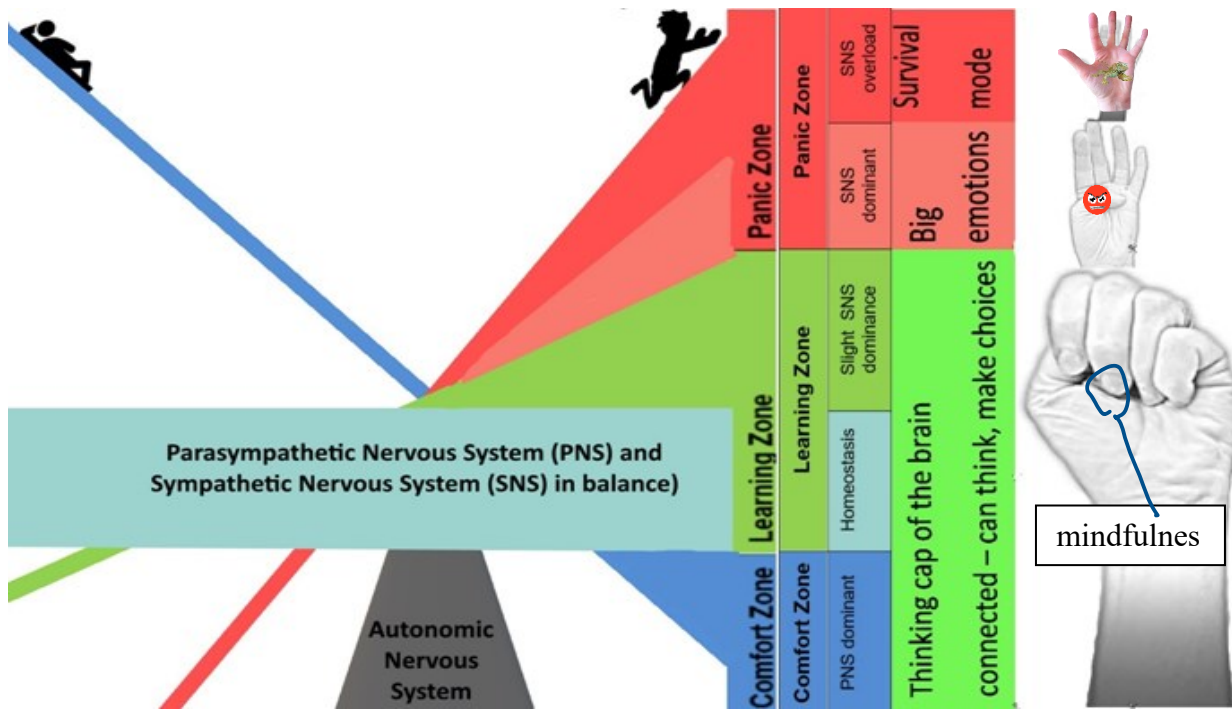 Parasympathetic Nervous System (PNS) and
Sympathetic Nervous System (SNS) in balance)
Autonomic
Nervous
System
Panic Zone
Learning Zone
Comfort Zone
Panic Zone
Learning Zone
Comfort Zone
SNS
overload
SNS
dominant
Slight SNS
dominance
Homeostasis
PNS dominant
Survival
mode
Big
emotions
Thinking cap of the brain
connected – can think, make choices
mindfulnes